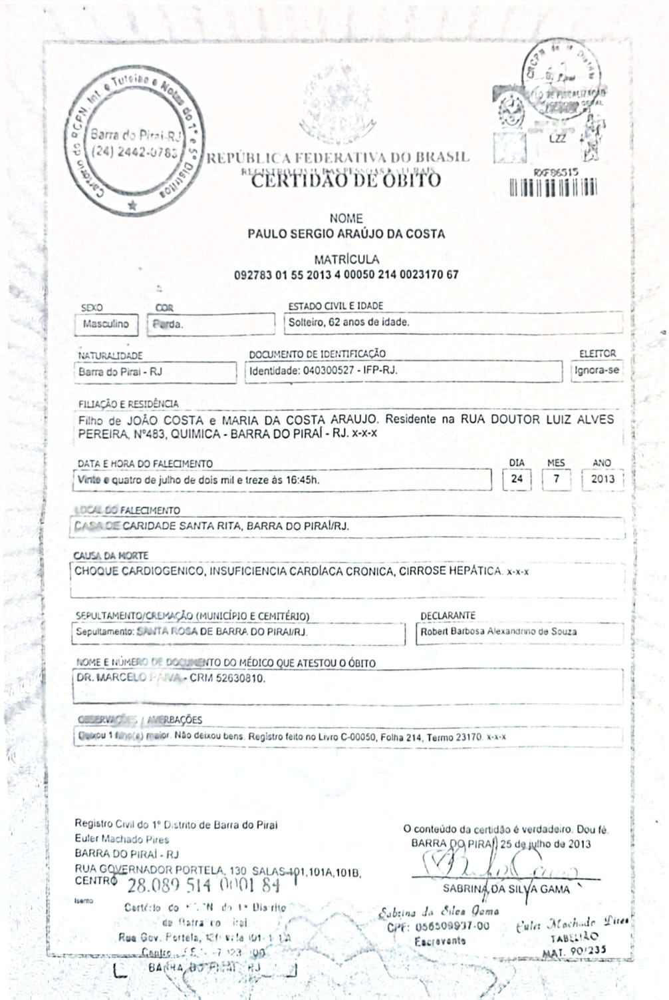 Cartório do RCPN, Int. e Tutelas e Notas do 1º e 5º Distritos
Barra do Piraí-RJ
(24) 2442-0783
RCPN do 1º Distrito
SELO DE FISCALIZAÇÃO
CORREGEDORIA GERAL
LZZ
RXF86515
REPÚBLICA FEDERATIVA DO BRASIL
REGISTRO CIVIL DAS PESSOAS NATURAIS
CERTIDÃO DE ÓBITO
NOME
PAULO SERGIO ARAÚJO DA COSTA
MATRÍCULA
092783 01 55 2013 4 00050 214 0023170 67
SEXO COR ESTADO CIVIL E IDADE
Masculino Parda. Solteiro, 62 anos de idade.
NATURALIDADE DOCUMENTO DE IDENTIFICAÇÃO ELEITOR
Barra do Piraí - RJ Identidade: 040300527 - IFP-RJ. Ignora-se
FILIAÇÃO E RESIDÊNCIA
Filho de JOÃO COSTA e MARIA DA COSTA ARAUJO. Residente na RUA DOUTOR LUIZ ALVES
PEREIRA, Nº483, QUIMICA - BARRA DO PIRAÍ - RJ. x-x-x
DATA E HORA DO FALECIMENTO DIA MES ANO
Vinte e quatro de julho de dois mil e treze às 16:45h. 24 7 2013
LOCAL DO FALECIMENTO
CASA DE CARIDADE SANTA RITA, BARRA DO PIRAÍ/RJ.
CAUSA DA MORTE
CHOQUE CARDIOGENICO, INSUFICIENCIA CARDÍACA CRONICA, CIRROSE HEPÁTICA. x-x-x
SEPULTAMENTO/CREMAÇÃO (MUNICÍPIO E CEMITÉRIO) DECLARANTE
Sepultamento: SANTA ROSA DE BARRA DO PIRAI/RJ. Robert Barbosa Alexandrino de Souza
NOME E NÚMERO DE DOCUMENTO DO MÉDICO QUE ATESTOU O ÓBITO
DR. MARCELO PAIVA - CRM 52630810.
OBSERVAÇÕES / AVERBAÇÕES
Deixou 1 filho(s) maior. Não deixou bens. Registro feito no Livro C-00050, Folha 214, Termo 23170. x-x-x
Registro Civil do 1º Distrito de Barra do Piraí
Euler Machado Pires
BARRA DO PIRAÍ - RJ
RUA GOVERNADOR PORTELA, 130 SALAS 101,101A,101B,
CENTRO
Isento
O conteúdo da certidão é verdadeiro. Dou fé.
BARRA DO PIRAÍ, 25 de julho de 2013
SABRINA DA SILVA GAMA
28.089 514 0001 84
Cartório do RCPN do 1º Distrito
de Barra do Piraí
Rua Gov. Portela,
Centro
BARRA DO PIRAÍ RJ
Sabrina da Silva Gama
CPF: 056509937-00
Escrevente
Euler Machado Pires
TABELIÃO
MAT. 90/235